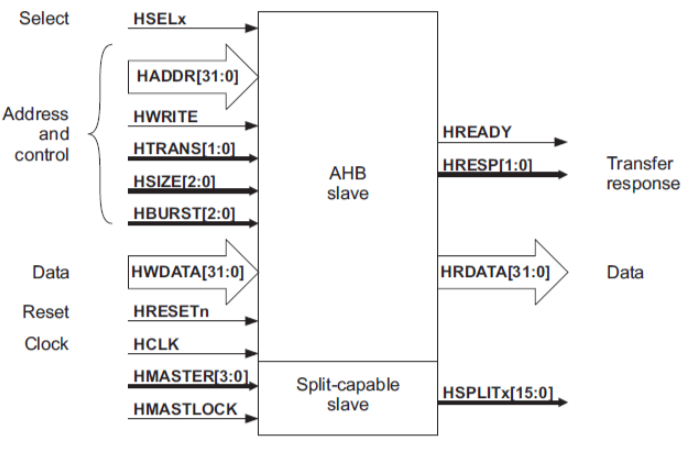 Select
HSELx
HADDR[31:0]
Address
and
control
HWRITE
HTRANS[1:0]
HSIZE[2:0]
HBURST[2:0]
AHB
slave
HREADY
HRESP[1:0]
Transfer
response
Data
HWDATA[31:0]
HRDATA[31:0]
Data
Reset
HRESETn
Clock
HCLK
HMASTER[3:0]
HMASTLOCK
Split-capable
slave
HSPLITx[15:0]